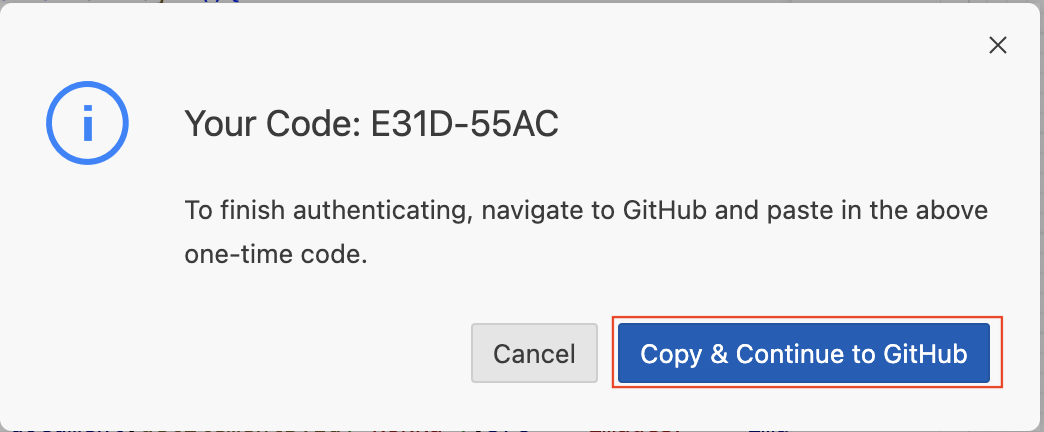 Your Code: E31D-55AC
To finish authenticating, navigate to GitHub and paste in the above
one-time code.
Cancel
Copy & Continue to GitHub